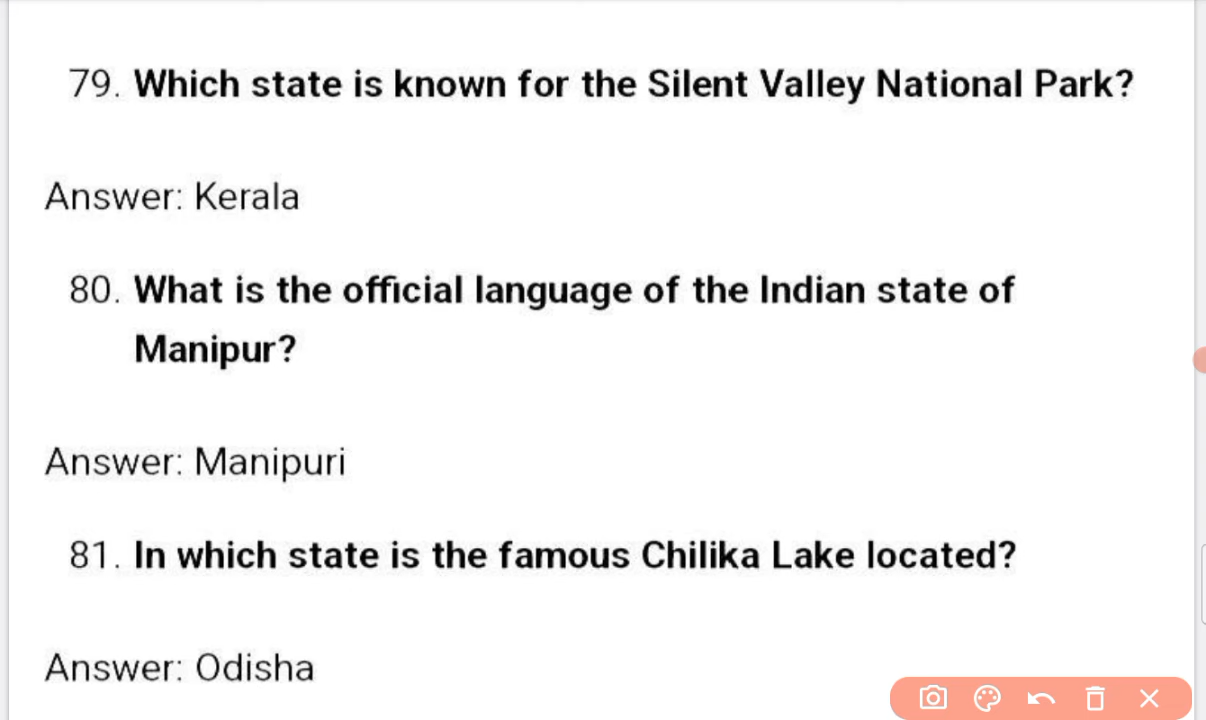 79. Which state is known for the Silent Valley National Park?
Answer: Kerala
80. What is the official language of the Indian state of
Manipur?
Answer: Manipuri
81. In which state is the famous Chilika Lake located?
Answer: Odisha